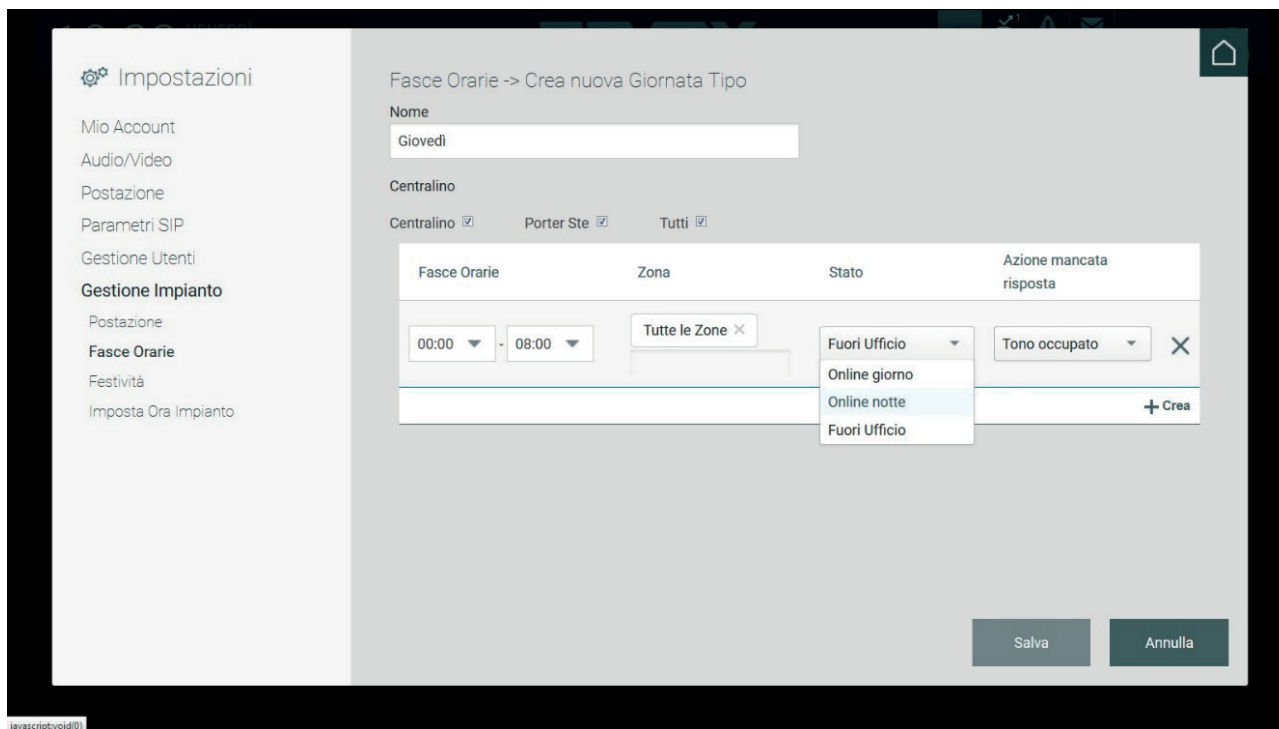 Impostazioni
Mio Account
Audio/Video
Postazione
Parametri SIP
Gestione Utenti
Gestione Impianto
Postazione
Fasce Orarie
Festività
Imposta Ora Impianto
Fasce Orarie -> Crea nuova Giornata Tipo
Nome
Giovedì
Centralino
Centralino Porter Ste Tutti
Fasce Orarie Zona Stato Azione mancata risposta
00:00 - 08:00 Tutte le Zone Fuori Ufficio Tono occupato
Online giorno
Online notte
Fuori Ufficio
Crea
Salva Annulla
javascript:void(0)